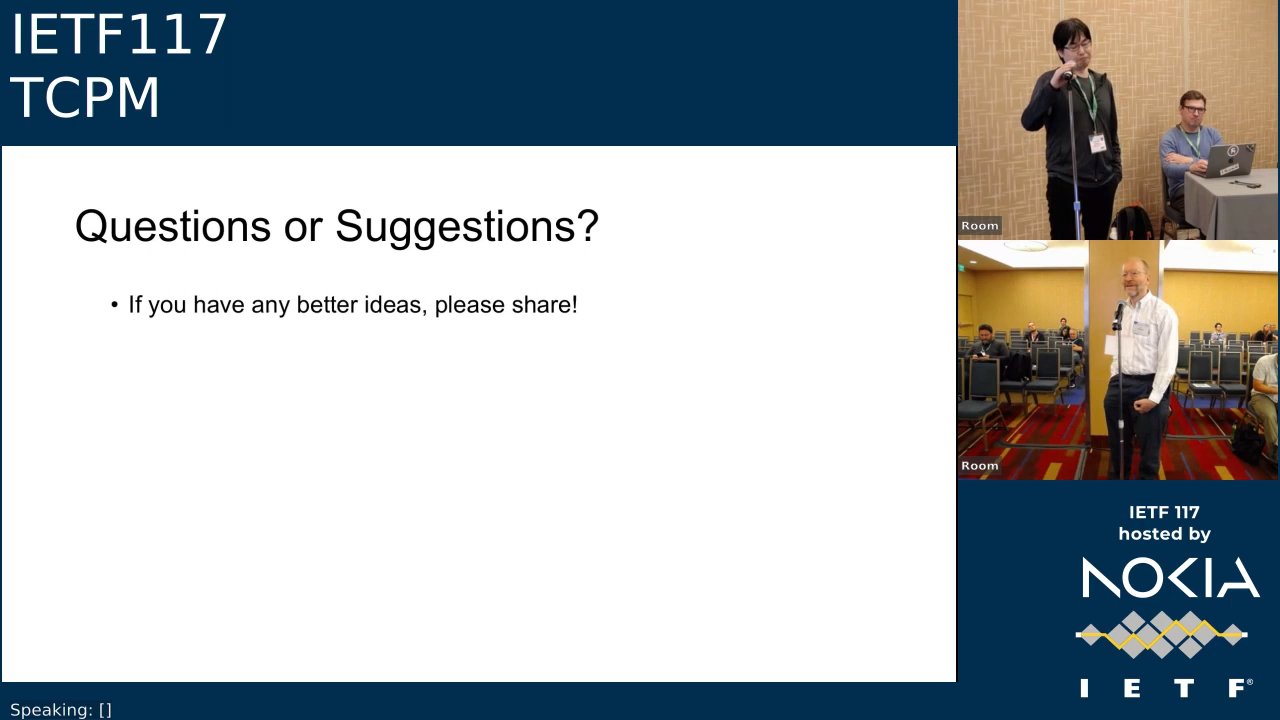 IETF117
TCPM
Questions or Suggestions?
• If you have any better ideas, please share!
Room
Room
IETF 117
hosted by
NOKIA
I E T F®
Speaking: []